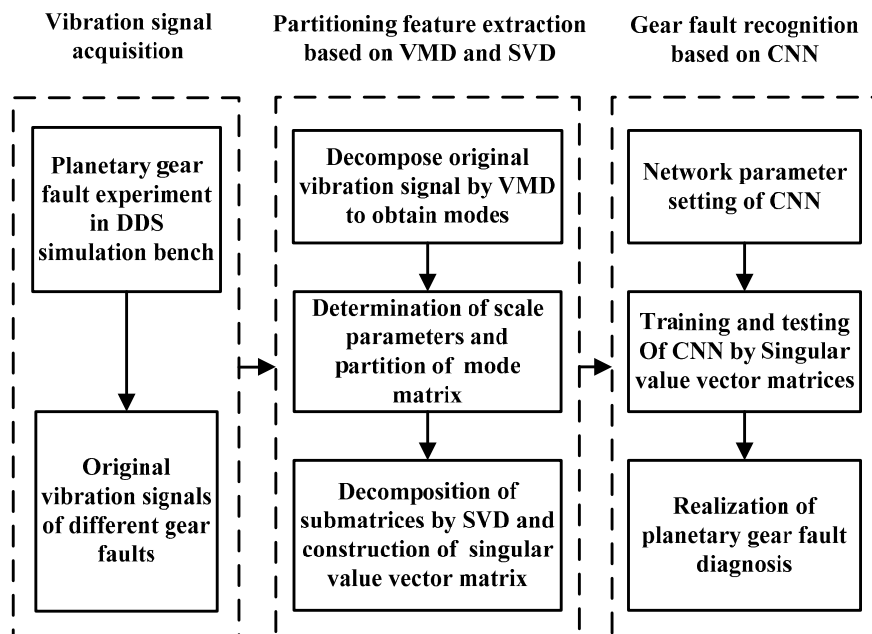 Vibration signal
acquisition
Partitioning feature extraction
based on VMD and SVD
Gear fault recognition
based on CNN
Planetary gear
fault experiment
in DDS
simulation bench
Original
vibration signals
of different gear
faults
Decompose original
vibration signal by VMD
to obtain modes
Determination of scale
parameters and
partition of mode
matrix
Decomposition of
submatrices by SVD and
construction of singular
value vector matrix
Network parameter
setting of CNN
Training and testing
Of CNN by Singular
value vector matrices
Realization of
planetary gear fault
diagnosis